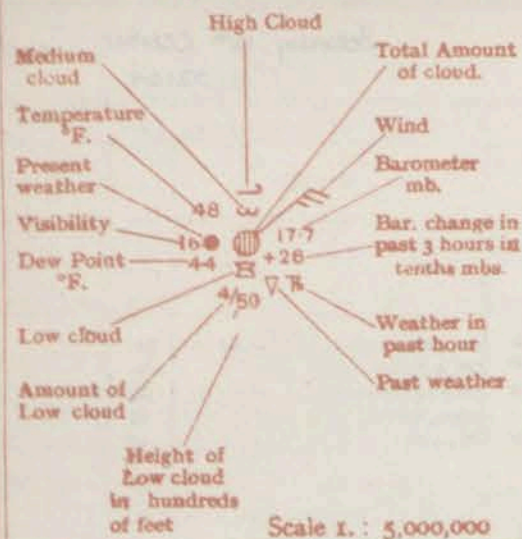 High Cloud
Medium
cloud
Total Amount
of cloud.
Temperature
°F.
Wind
Present
weather
Barometer
mb.
48
Visibility
16
17·7
Bar. change in
past 3 hours in
tenths mbs.
Dew Point
°F.
44
+26
4/50
Low cloud
Weather in
past hour
Amount of
Low cloud
Past weather
Height of
Low cloud
in hundreds
of feet
Scale 1. : 5,000,000